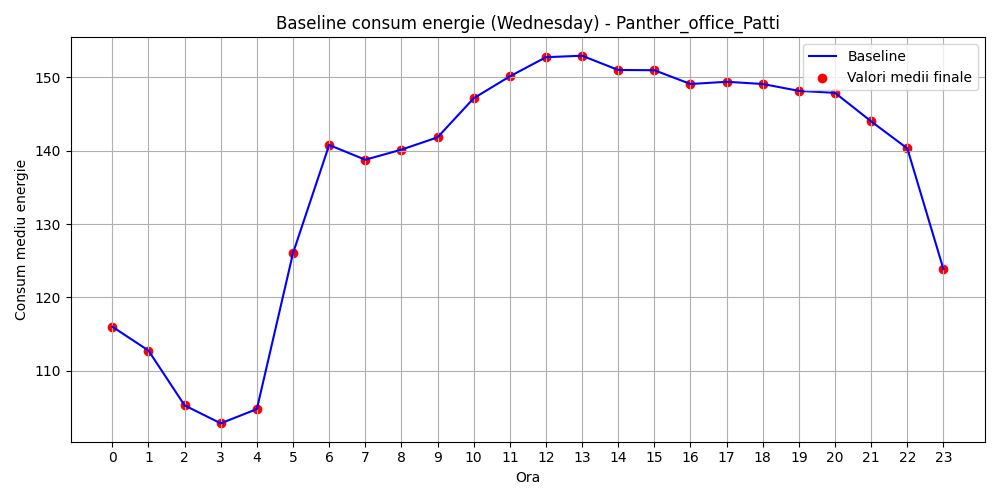 Baseline consum energie (Wednesday) - Panther_office_Patti
Baseline
Valori medii finale
Consum mediu energie
150
140
130
120
110
0 1 2 3 4 5 6 7 8 9 10 11 12 13 14 15 16 17 18 19 20 21 22 23
Ora